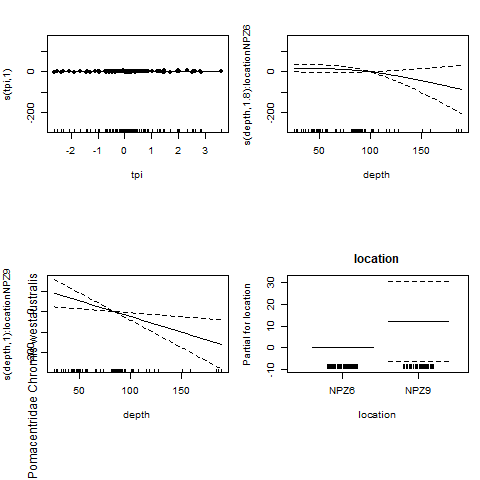 s(tpi,1)
0
-200
-2 -1 0 1 2 3
tpi
s(depth,1.8):locationNPZ6
0
-200
50 100 150
depth
s(depth,1):locationNPZ9
Pomacentridae Chromis westaustralis
0
50 100 150
depth
location
Partial for location
30
20
10
0
-10
NPZ6 NPZ9
location